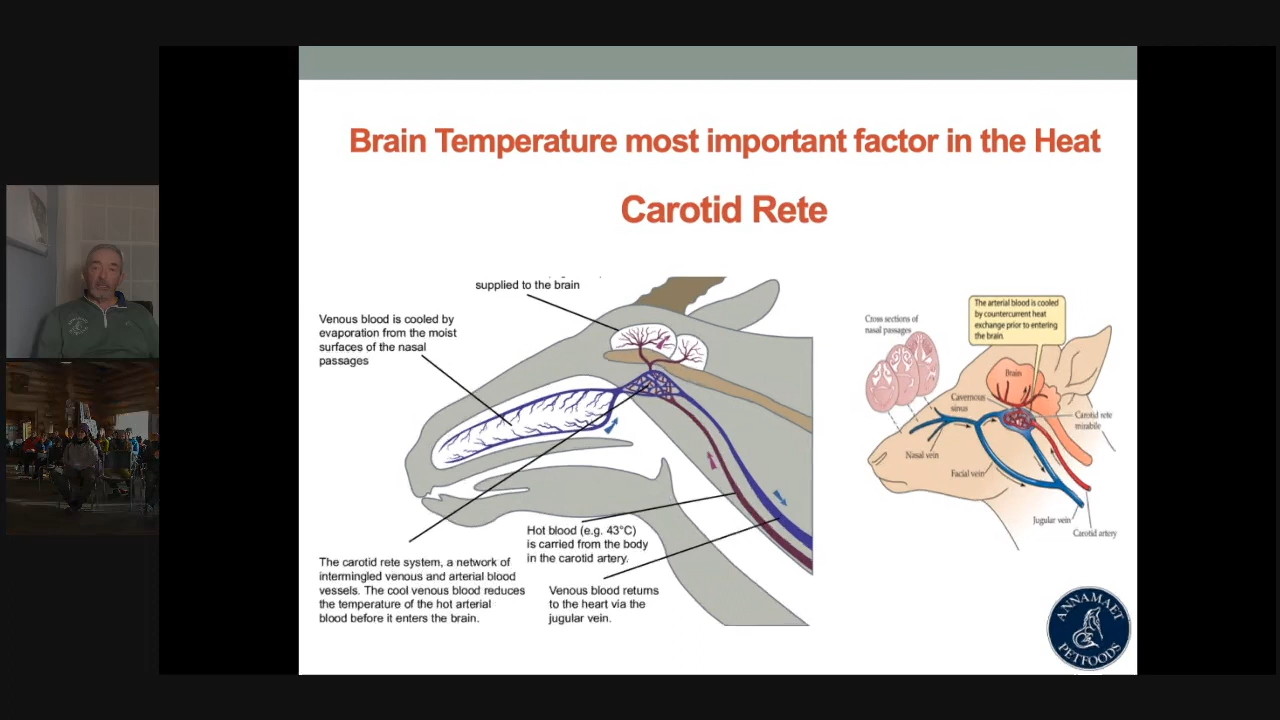 Brain Temperature most important factor in the Heat
Carotid Rete
supplied to the brain
Venous blood is cooled by
evaporation from the moist
surfaces of the nasal
passages
Hot blood (e.g. 43°C)
is carried from the body
in the carotid artery.
The carotid rete system, a network of
intermingled venous and arterial blood
vessels. The cool venous blood reduces
the temperature of the hot arterial
blood before it enters the brain.
Venous blood returns
to the heart via the
jugular vein.
Cross sections of
nasal passages
The arterial blood is cooled
by countercurrent heat
exchange prior to entering
the brain.
Brain
Cavernous
sinus
Carotid rete
mirabile
Nasal vein
Facial vein
Jugular vein
Carotid artery
ANNAMAET
PETFOODS